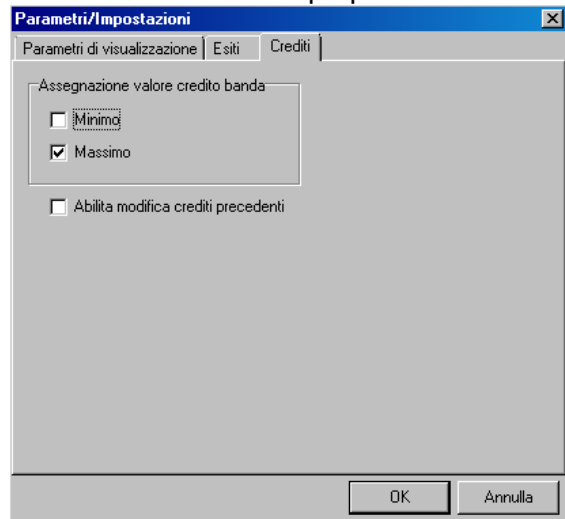 Parametri/Impostazioni
Parametri di visualizzazione Esiti Crediti
Assegnazione valore credito banda
Minimo
Massimo
Abilita modifica crediti precedenti
OK Annulla